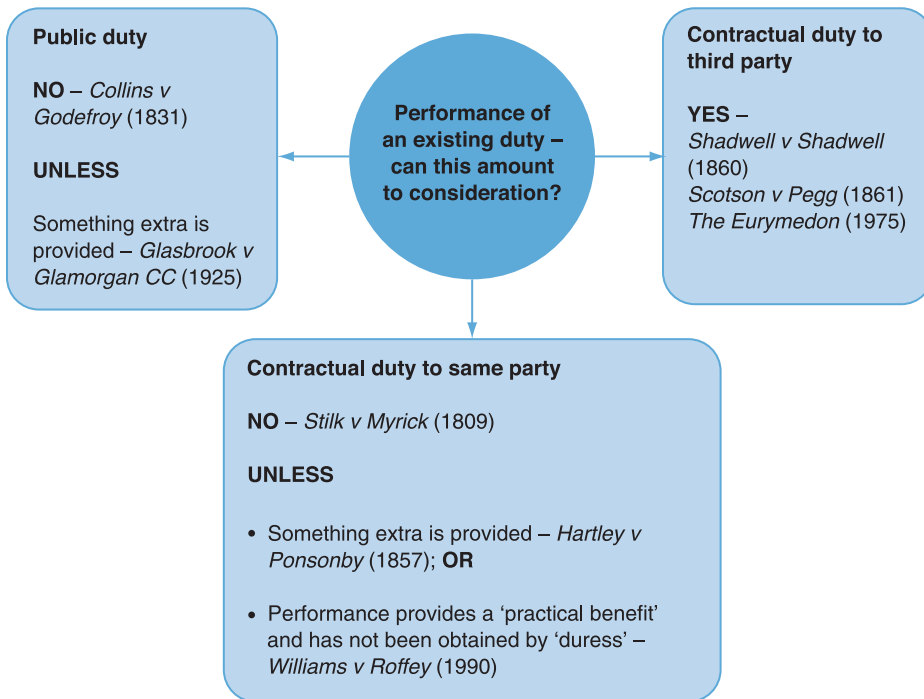 Public duty
NO – Collins v
Godefroy (1831)
UNLESS
Something extra is
provided – Glasbrook v
Glamorgan CC (1925)
Performance of
an existing duty –
can this amount
to consideration?
Contractual duty to
third party
YES –
Shadwell v Shadwell
(1860)
Scotson v Pegg (1861)
The Eurymedon (1975)
Contractual duty to same party
NO – Stilk v Myrick (1809)
UNLESS
• Something extra is provided – Hartley v
Ponsonby (1857); OR
• Performance provides a ‘practical benefit’
and has not been obtained by ‘duress’ –
Williams v Roffey (1990)